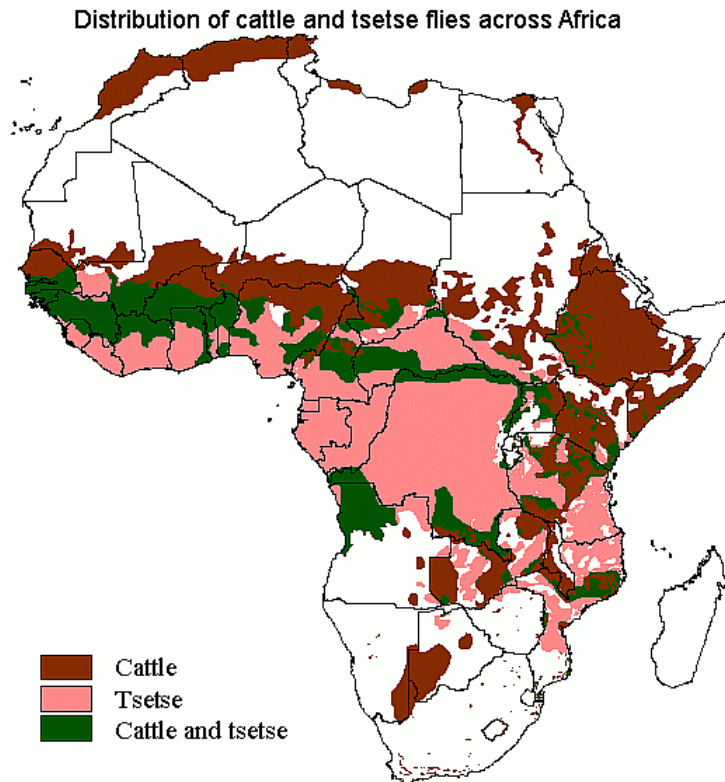 Distribution of cattle and tsetse flies across Africa
Cattle
Tsetse
Cattle and tsetse